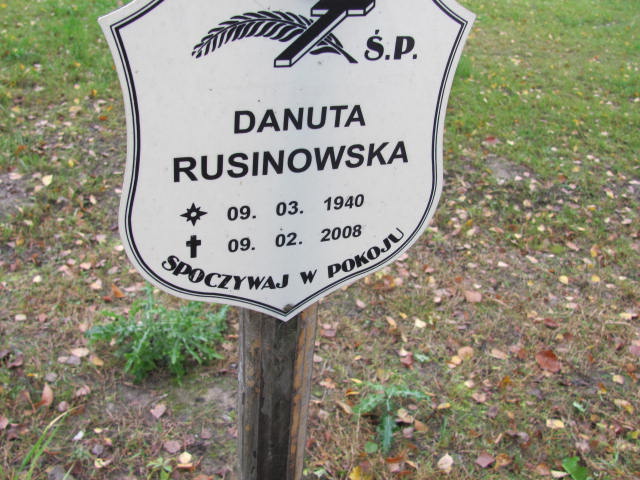 Ś.P.
DANUTA
RUSINOWSKA
09. 03. 1940
09. 02. 2008
SPOCZYWAJ W POKOJU